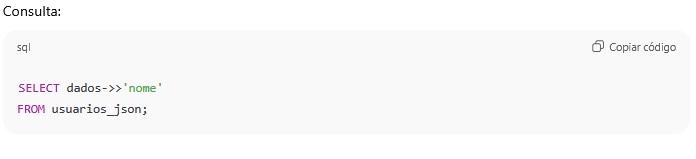 Consulta:
sql
Copiar código
SELECT dados->>'nome'
FROM usuarios_json;